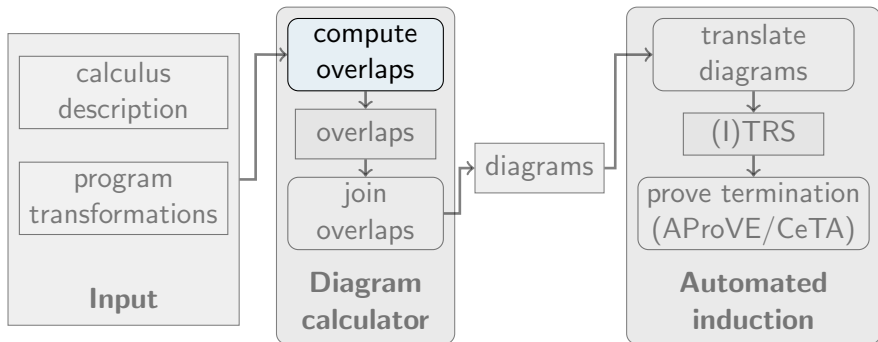 calculus
description
program
transformations
Input
compute
overlaps
overlaps
join
overlaps
Diagram
calculator
diagrams
translate
diagrams
(I)TRS
prove termination
(AProVE/CeTA)
Automated
induction